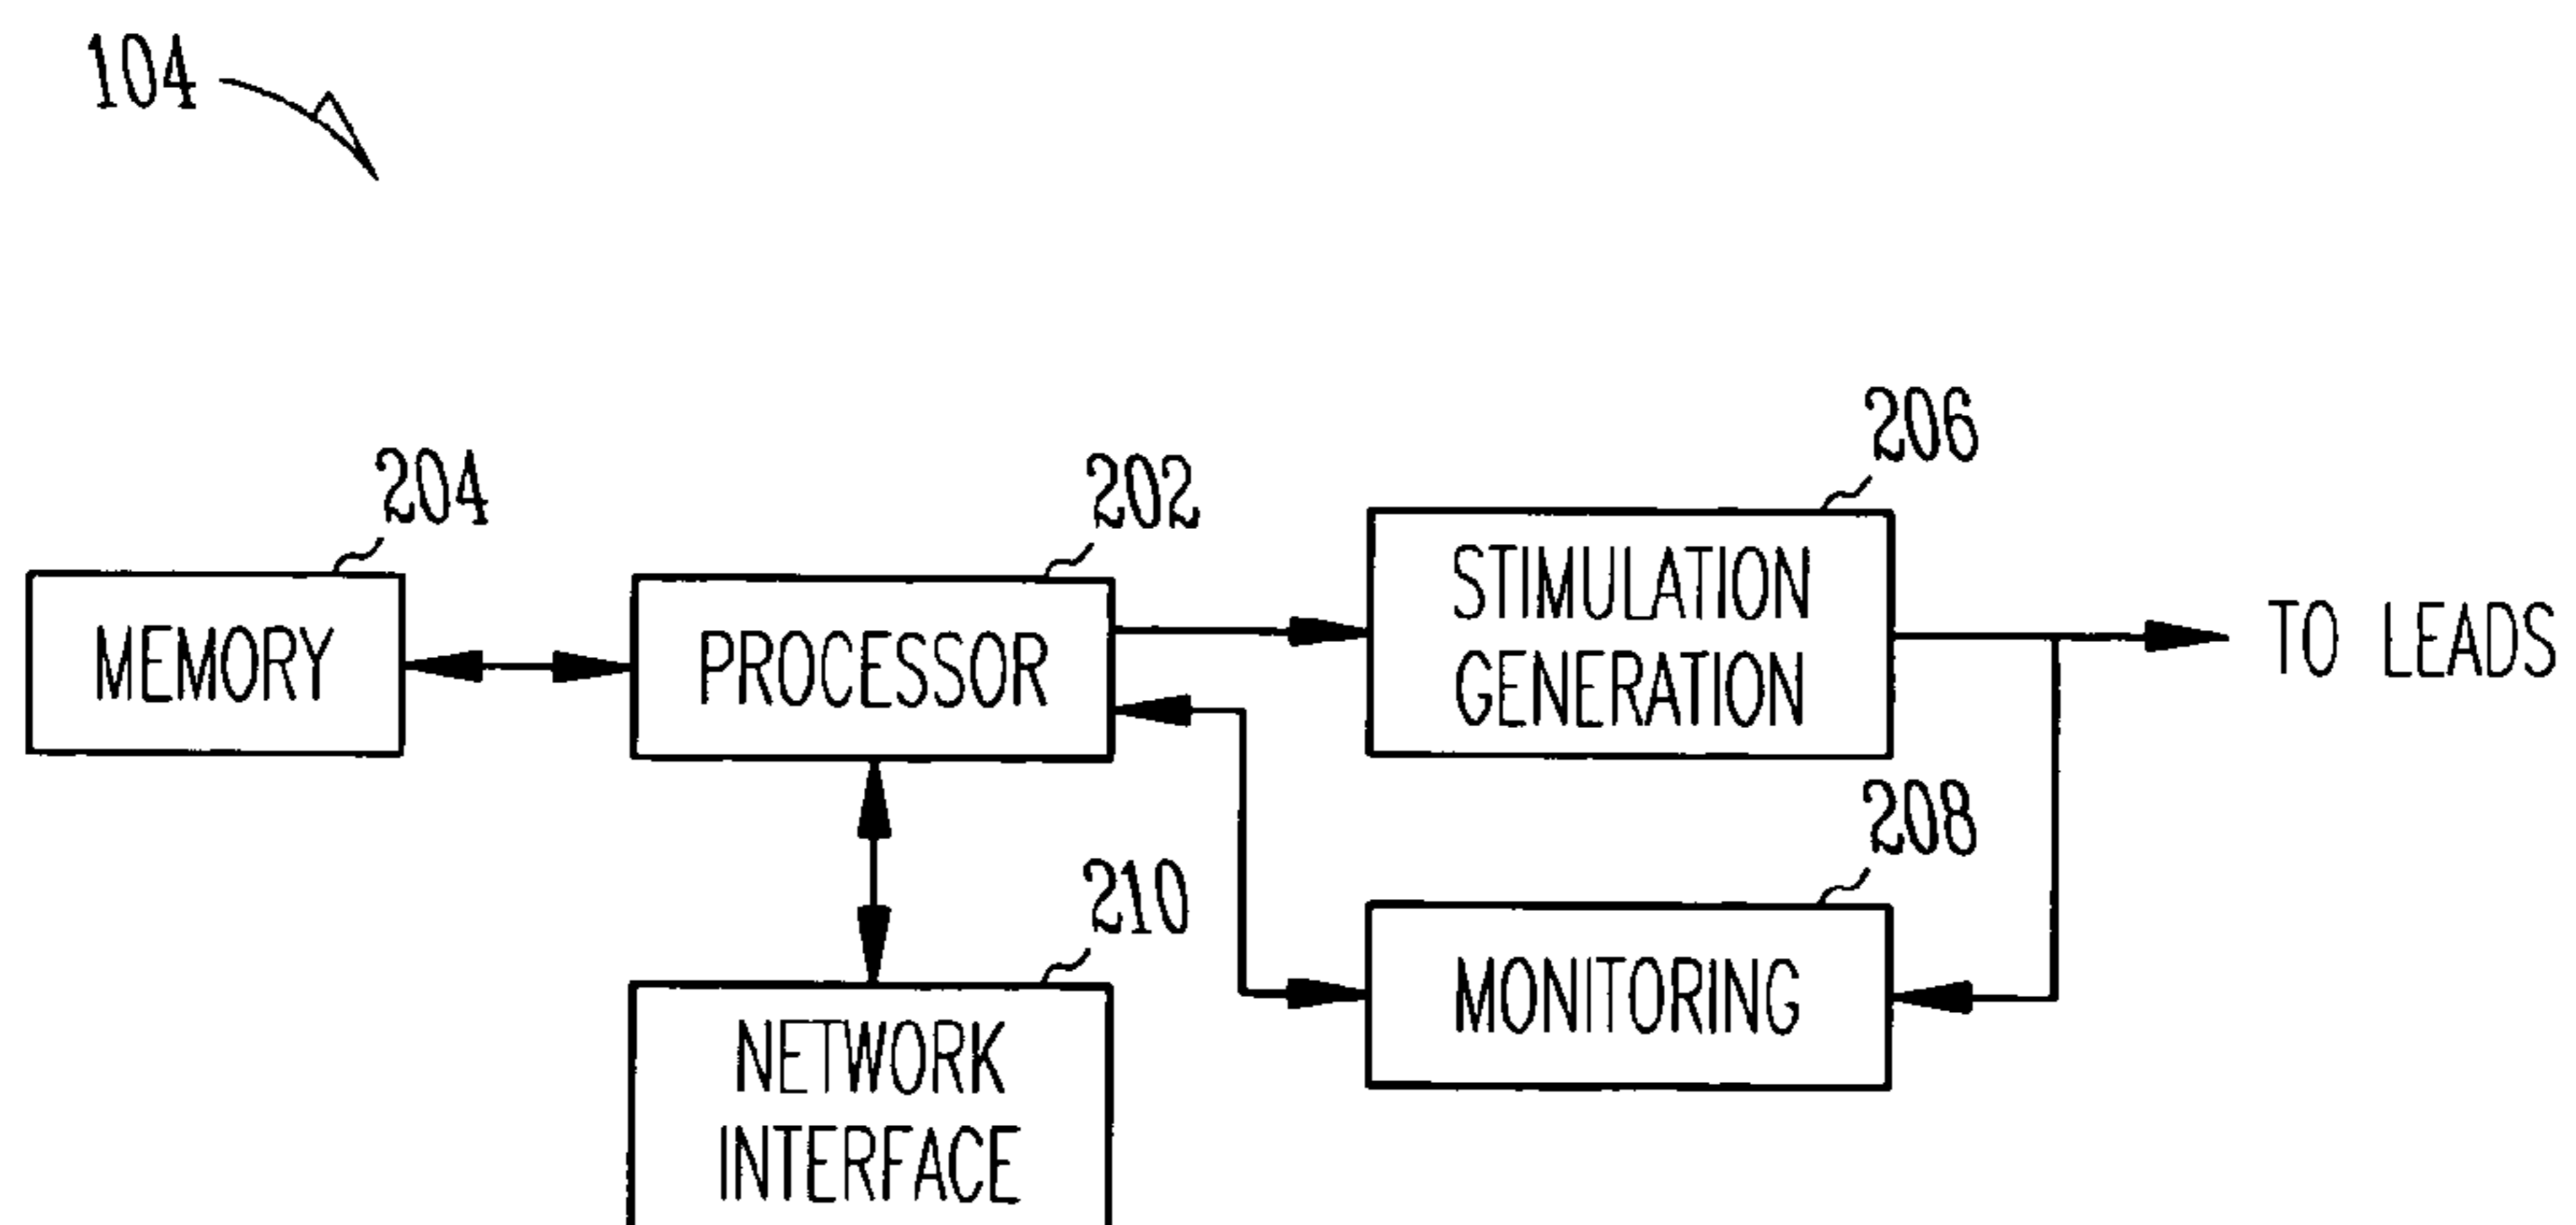 104
204
202
206
MEMORY
PROCESSOR
STIMULATION
GENERATION
TO LEADS
210
208
NETWORK
INTERFACE
MONITORING